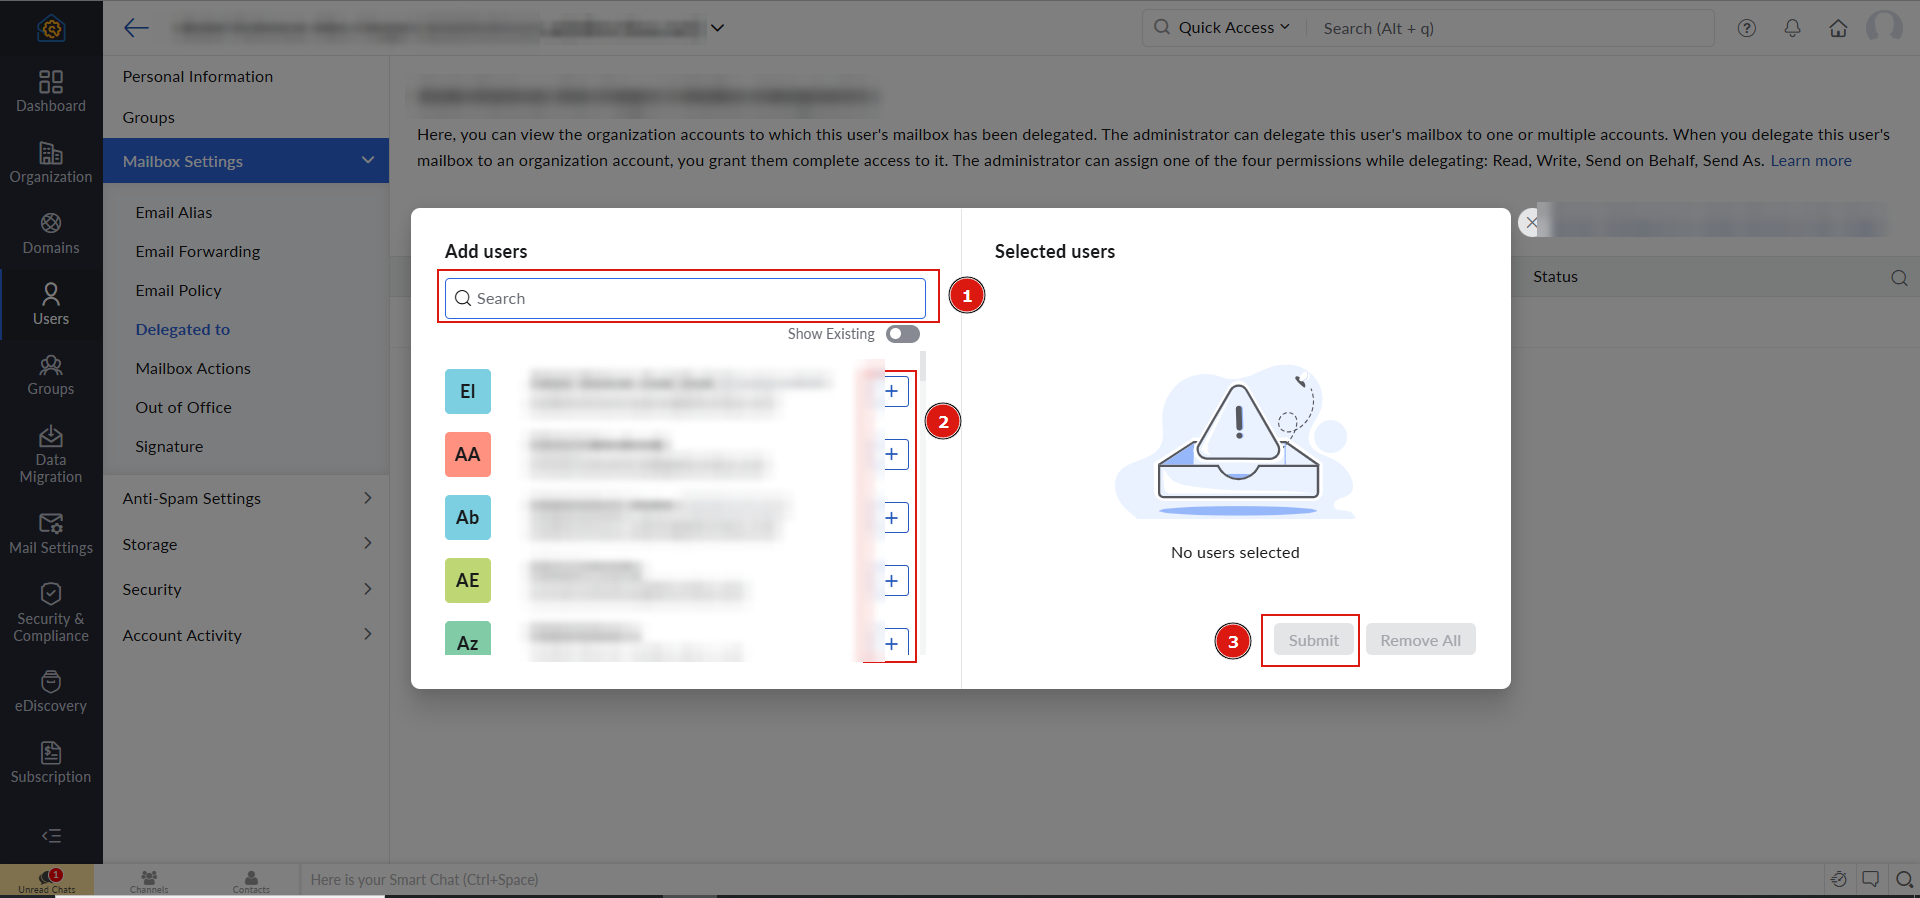 Quick Access
Search (Alt + q)
Dashboard
Organization
Domains
Users
Groups
Data
Migration
Mail Settings
Security &
Compliance
eDiscovery
Subscription
Personal Information
Groups
Mailbox Settings
Email Alias
Email Forwarding
Email Policy
Delegated to
Mailbox Actions
Out of Office
Signature
Anti-Spam Settings
Storage
Security
Account Activity
Here, you can view the organization accounts to which this user's mailbox has been delegated. The administrator can delegate this user's mailbox to one or multiple accounts. When you delegate this user's
mailbox to an organization account, you grant them complete access to it. The administrator can assign one of the four permissions while delegating: Read, Write, Send on Behalf, Send As. Learn more
Status
Add users
Search
1
Show Existing
EI
AA
Ab
AE
Az
2
Selected users
No users selected
3
Submit
Remove All
1
Unread Chats
Channels
Contacts
Here is your Smart Chat (Ctrl+Space)